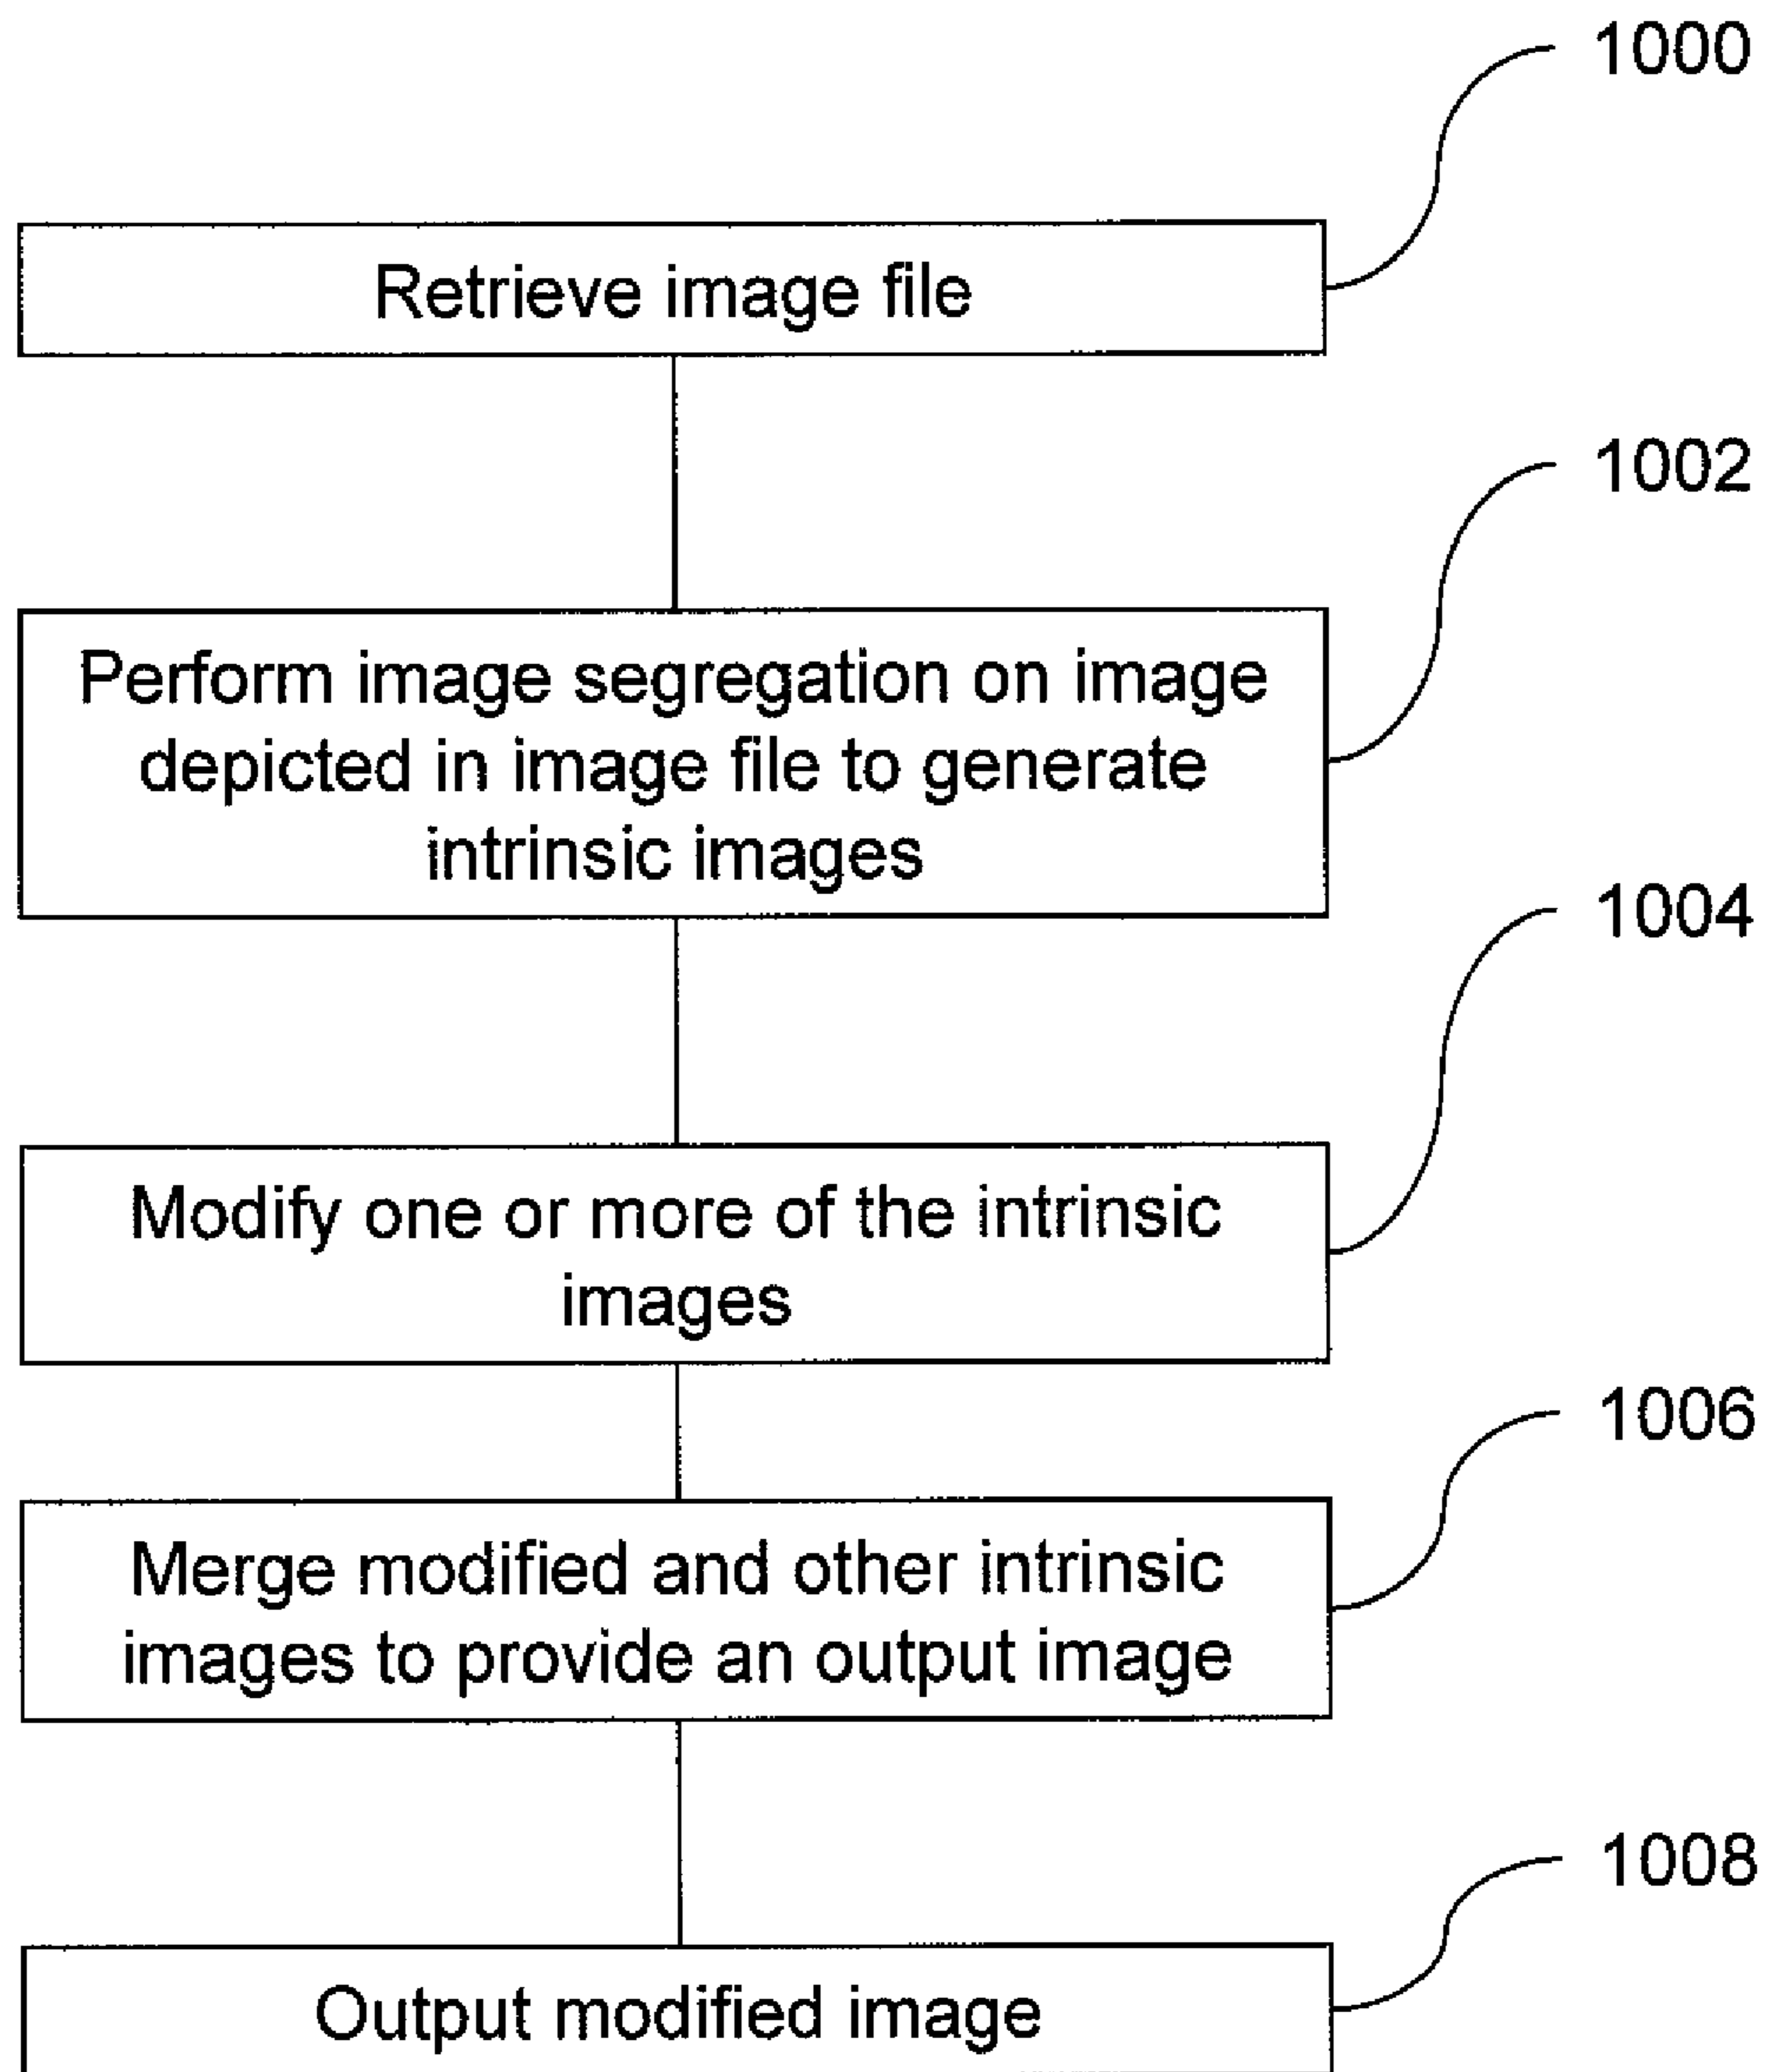 1000
Retrieve image file
1002
Perform image segregation on image
depicted in image file to generate
intrinsic images
1004
Modify one or more of the intrinsic
images
1006
Merge modified and other intrinsic
images to provide an output image
1008
Output modified image